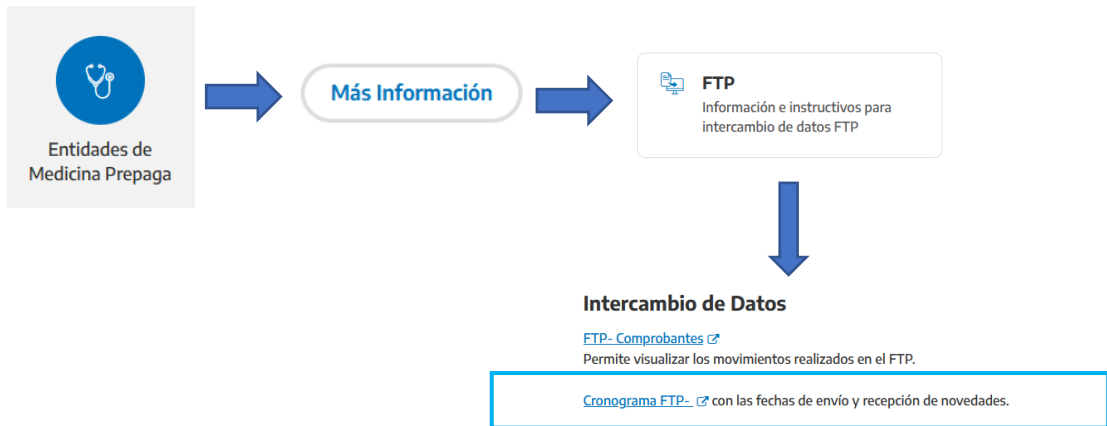 Entidades de
Medicina Prepaga
Más Información
FTP
Información e instructivos para
intercambio de datos FTP
Intercambio de Datos
FTP- Comprobantes
Permite visualizar los movimientos realizados en el FTP.
Cronograma FTP- con las fechas de envío y recepción de novedades.